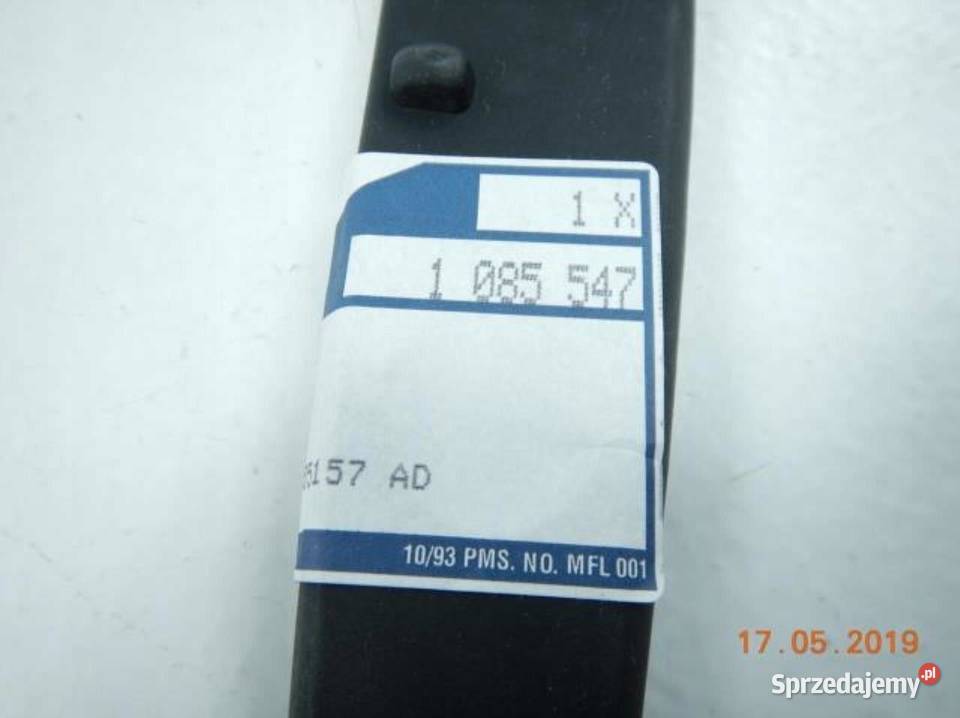 1 X
1 085 547
157 AD
10/93 PMS. NO. MFL 001
17.05.2019
Sprzedajemy.pl